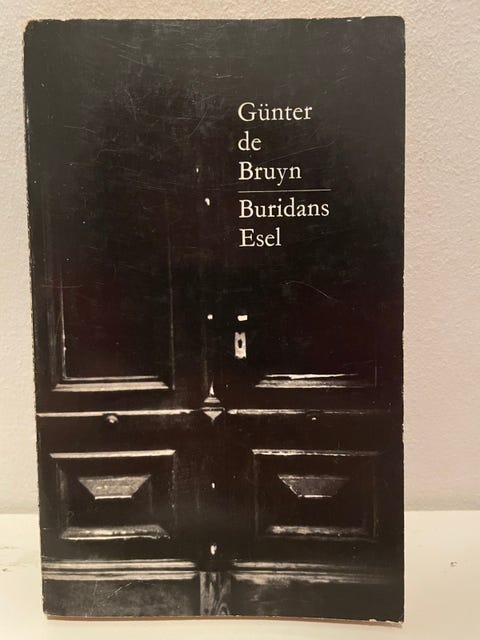 Günter
de
Bruyn
Buridans
Esel